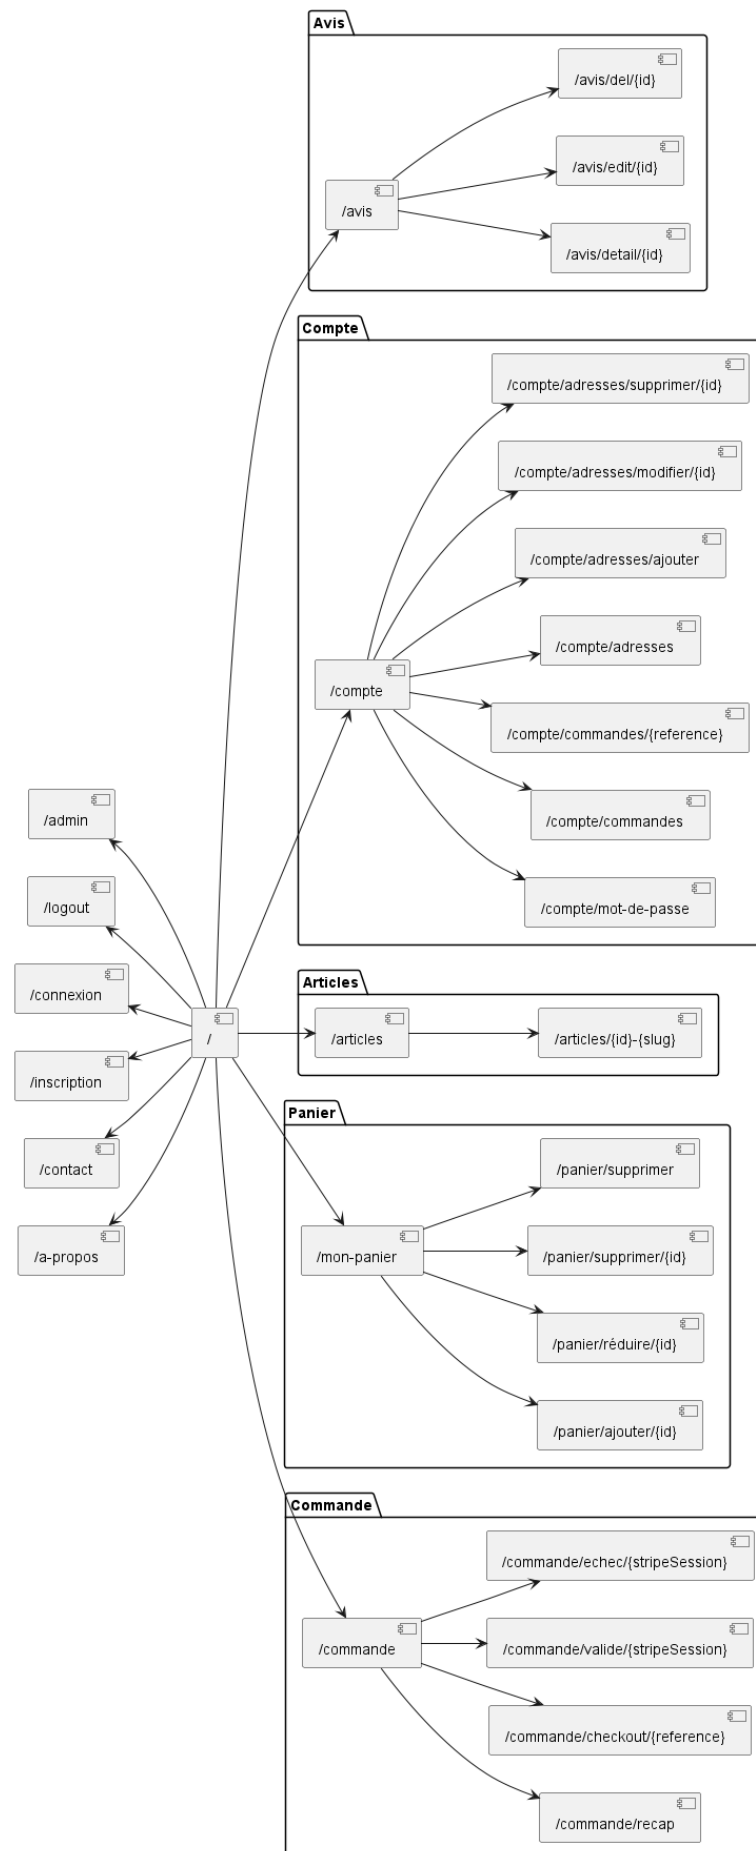 Avis
/avis/del/{id}
/avis/edit/{id}
/avis
/avis/detail/{id}
Compte
/compte/adresses/supprimer/{id}
/compte/adresses/modifier/{id}
/compte/adresses/ajouter
/compte/adresses
/compte
/compte/commandes/{reference}
/compte/commandes
/compte/mot-de-passe
/admin
/logout
/connexion
/inscription
/contact
/a-propos
/
Articles
/articles
/articles/{id}-{slug}
Panier
/panier/supprimer
/mon-panier
/panier/supprimer/{id}
/panier/réduire/{id}
/panier/ajouter/{id}
Commande
/commande/echec/{stripeSession}
/commande
/commande/valide/{stripeSession}
/commande/checkout/{reference}
/commande/recap